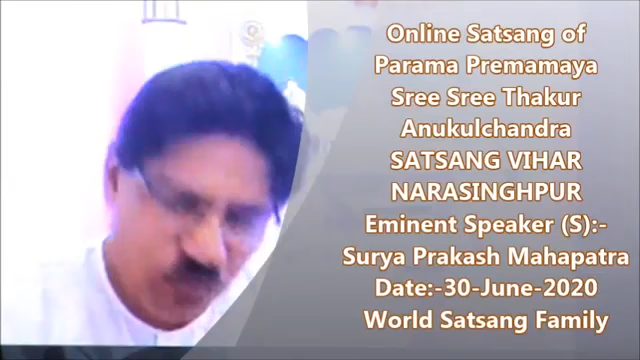 Online Satsang of
Parama Premamaya
Sree Sree Thakur
Anukulchandra
SATSANG VIHAR
NARASINGHPUR
Eminent Speaker (S):-
Surya Prakash Mahapatra
Date:-30-June-2020
World Satsang Family